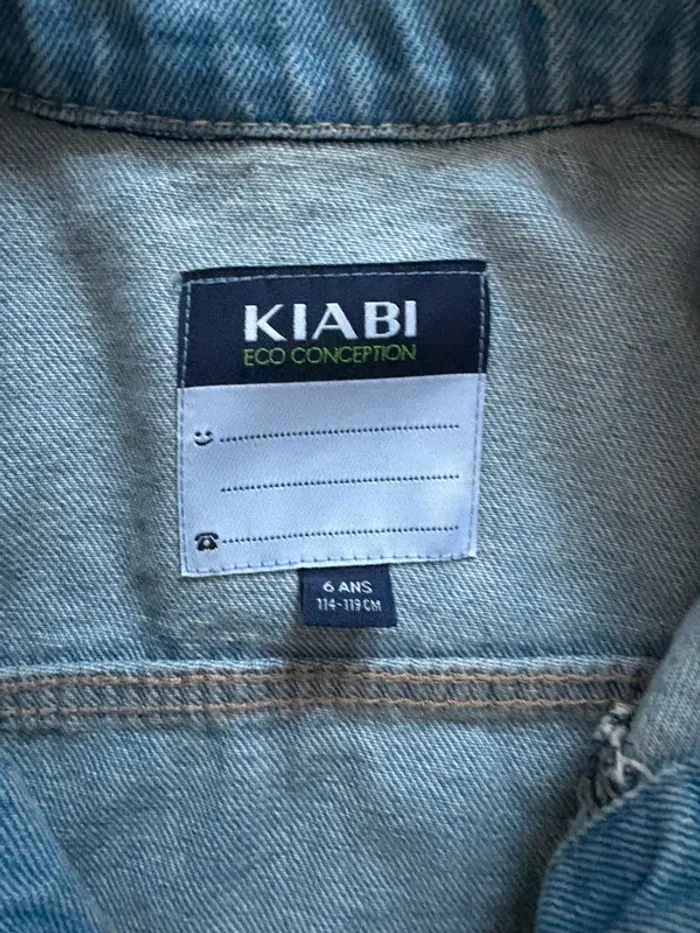 KIABI
ECO CONCEPTION
6 ANS
114-119 CM